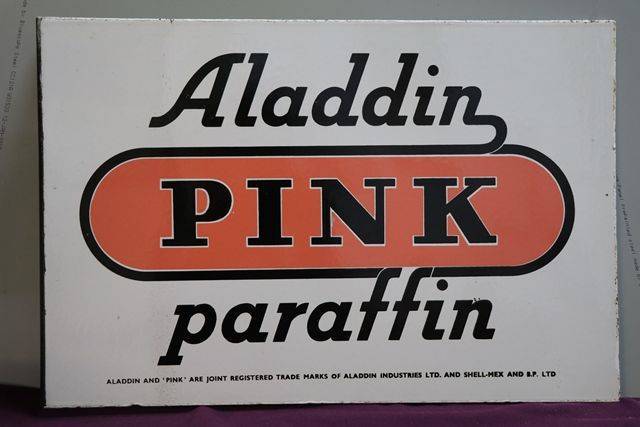 Aladdin
PINK
paraffin
ALADDIN AND 'PINK' ARE JOINT REGISTERED TRADE MARKS OF ALADDIN INDUSTRIES LTD. AND SHELL-MEX AND B.P. LTD